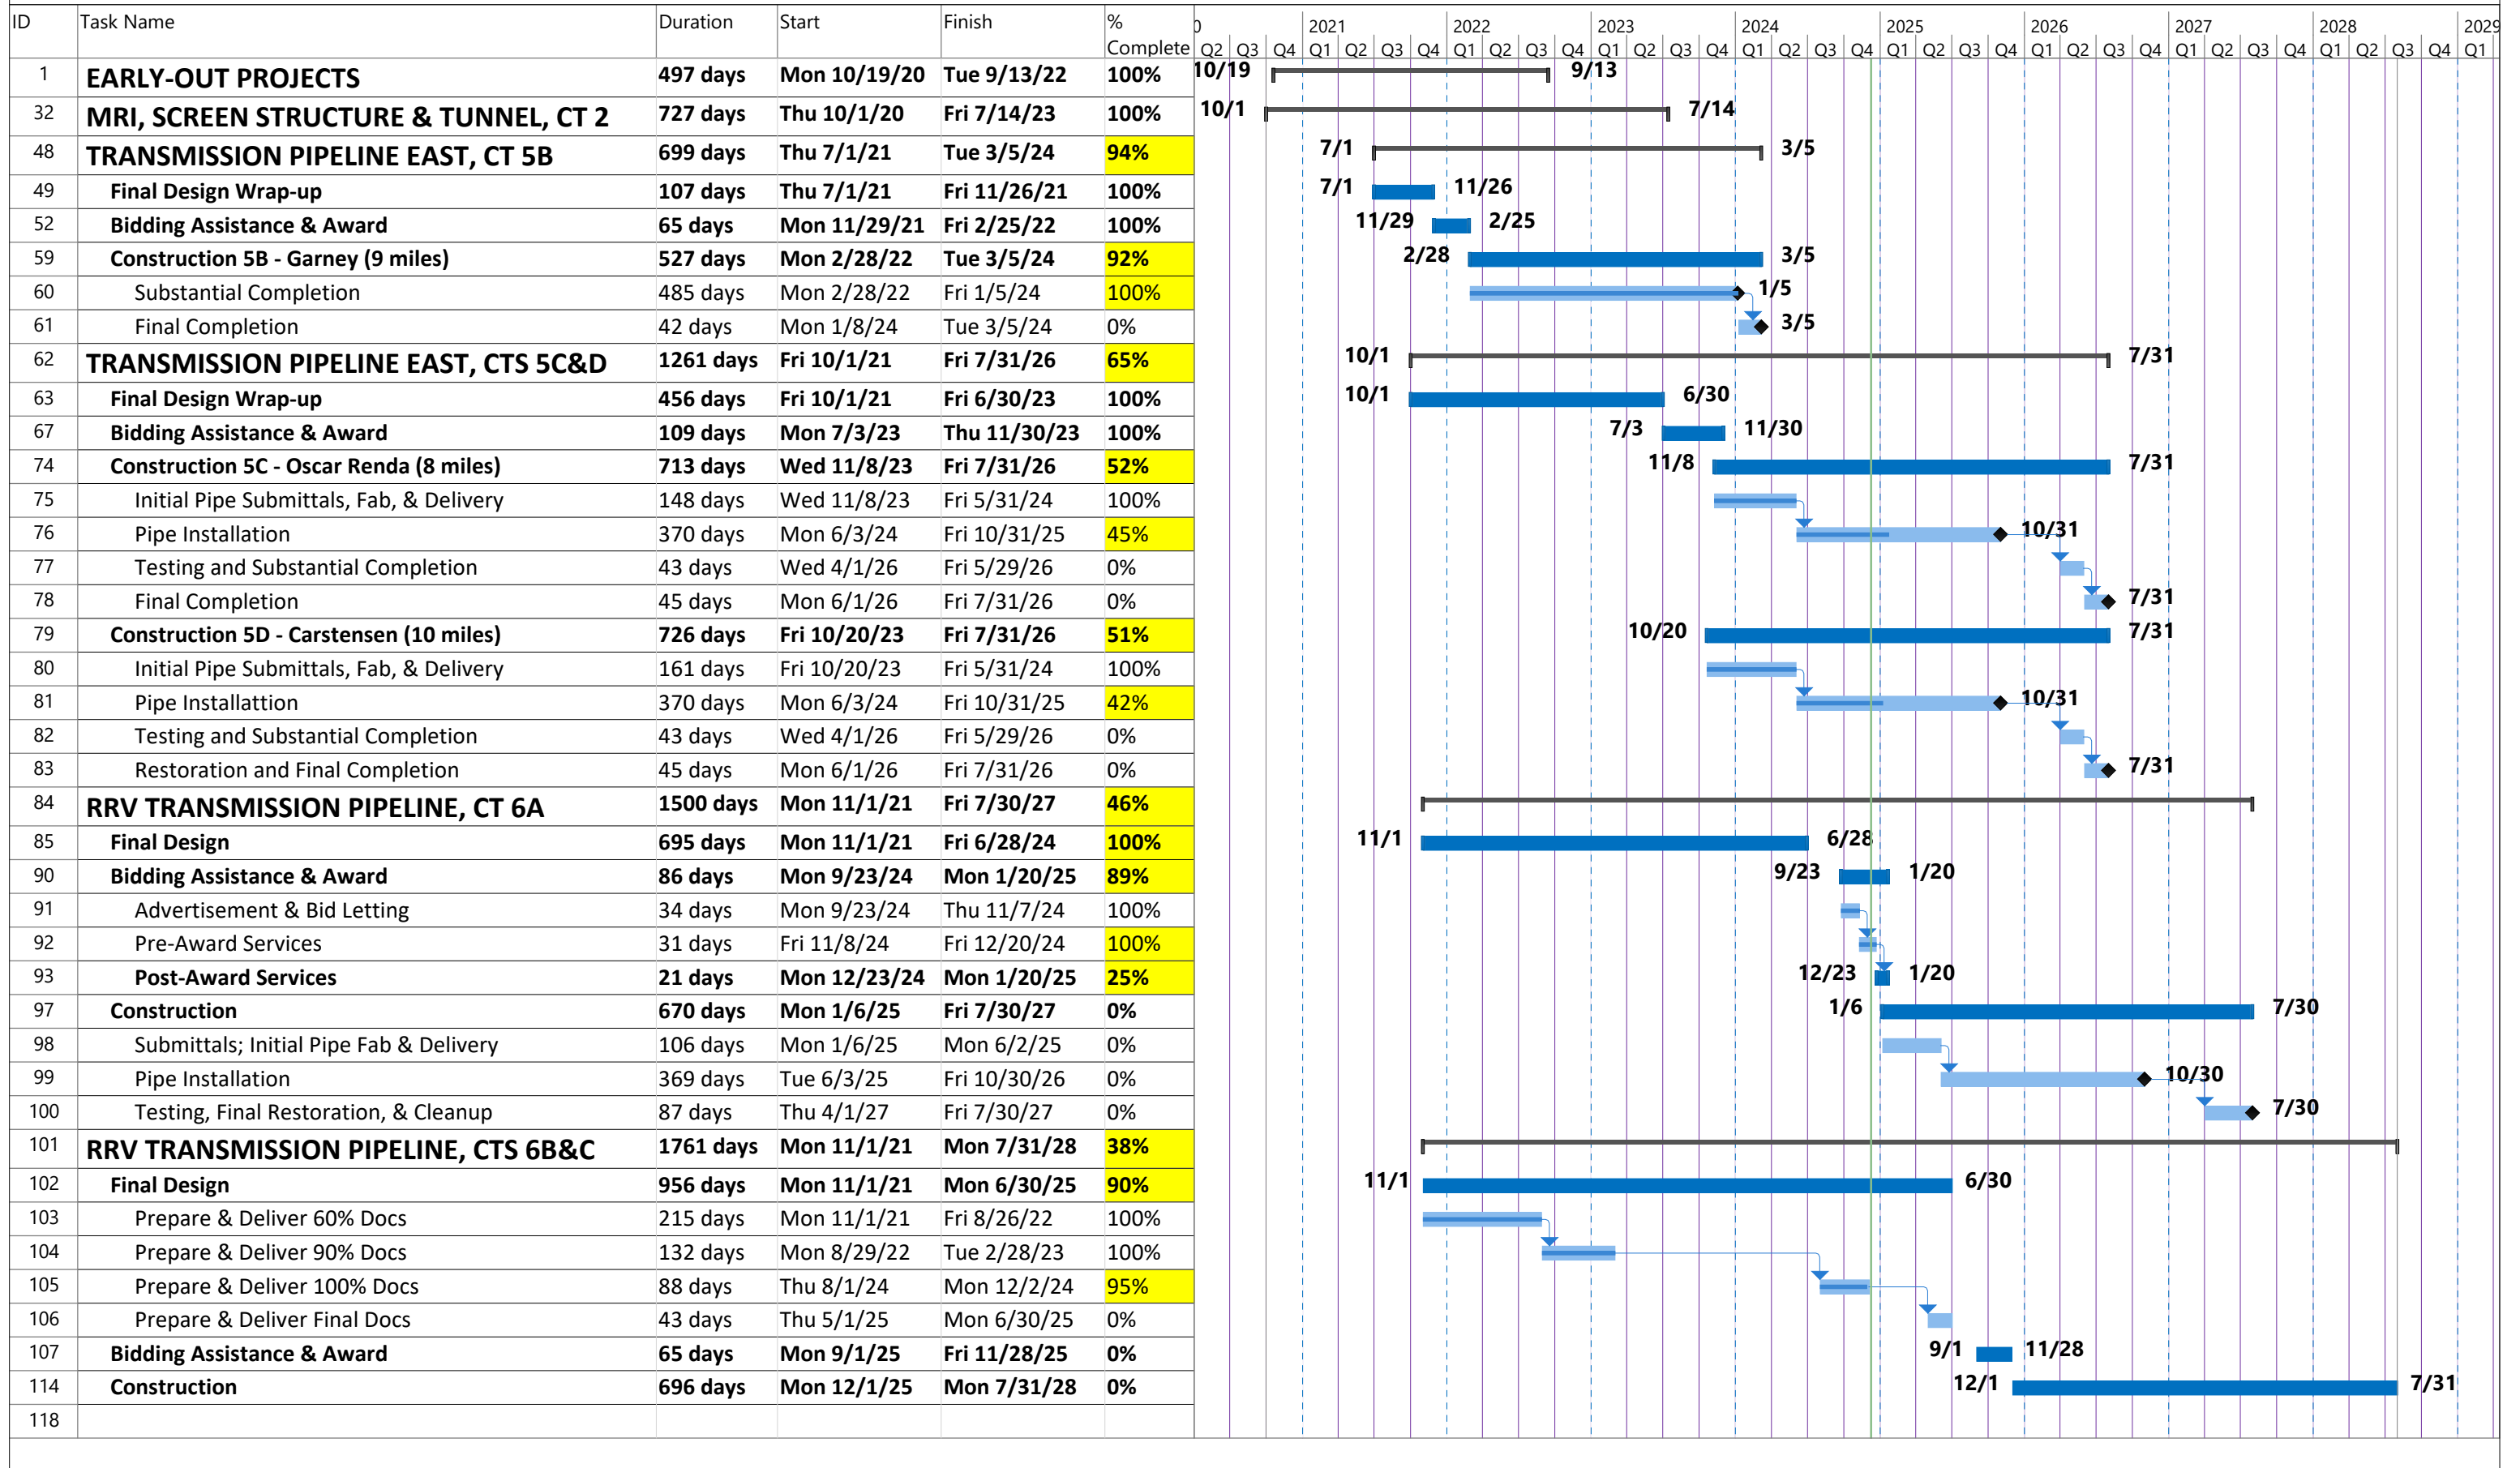 ID Task Name Duration Start Finish % Complete
0 2021 2022 2023 2024 2025 2026 2027 2028 2029
Q2 Q3 Q4 Q1 Q2 Q3 Q4 Q1 Q2 Q3 Q4 Q1 Q2 Q3 Q4 Q1 Q2 Q3 Q4 Q1 Q2 Q3 Q4 Q1 Q2 Q3 Q4 Q1 Q2 Q3 Q4 Q1 Q2 Q3 Q4 Q1
1 EARLY-OUT PROJECTS 497 days Mon 10/19/20 Tue 9/13/22 100% 10/19 9/13
32 MRI, SCREEN STRUCTURE & TUNNEL, CT 2 727 days Thu 10/1/20 Fri 7/14/23 100% 10/1 7/14
48 TRANSMISSION PIPELINE EAST, CT 5B 699 days Thu 7/1/21 Tue 3/5/24 94% 7/1 3/5
49 Final Design Wrap-up 107 days Thu 7/1/21 Fri 11/26/21 100% 7/1 11/26
52 Bidding Assistance & Award 65 days Mon 11/29/21 Fri 2/25/22 100% 11/29 2/25
59 Construction 5B - Garney (9 miles) 527 days Mon 2/28/22 Tue 3/5/24 92% 2/28 3/5
60 Substantial Completion 485 days Mon 2/28/22 Fri 1/5/24 100% 1/5
61 Final Completion 42 days Mon 1/8/24 Tue 3/5/24 0% 3/5
62 TRANSMISSION PIPELINE EAST, CTS 5C&D 1261 days Fri 10/1/21 Fri 7/31/26 65% 10/1 7/31
63 Final Design Wrap-up 456 days Fri 10/1/21 Fri 6/30/23 100% 10/1 6/30
67 Bidding Assistance & Award 109 days Mon 7/3/23 Thu 11/30/23 100% 7/3 11/30
74 Construction 5C - Oscar Renda (8 miles) 713 days Wed 11/8/23 Fri 7/31/26 52% 11/8 7/31
75 Initial Pipe Submittals, Fab, & Delivery 148 days Wed 11/8/23 Fri 5/31/24 100%
76 Pipe Installation 370 days Mon 6/3/24 Fri 10/31/25 45% 10/31
77 Testing and Substantial Completion 43 days Wed 4/1/26 Fri 5/29/26 0%
78 Final Completion 45 days Mon 6/1/26 Fri 7/31/26 0% 7/31
79 Construction 5D - Carstensen (10 miles) 726 days Fri 10/20/23 Fri 7/31/26 51% 10/20 7/31
80 Initial Pipe Submittals, Fab, & Delivery 161 days Fri 10/20/23 Fri 5/31/24 100%
81 Pipe Installattion 370 days Mon 6/3/24 Fri 10/31/25 42% 10/31
82 Testing and Substantial Completion 43 days Wed 4/1/26 Fri 5/29/26 0%
83 Restoration and Final Completion 45 days Mon 6/1/26 Fri 7/31/26 0% 7/31
84 RRV TRANSMISSION PIPELINE, CT 6A 1500 days Mon 11/1/21 Fri 7/30/27 46%
85 Final Design 695 days Mon 11/1/21 Fri 6/28/24 100% 11/1 6/28
90 Bidding Assistance & Award 86 days Mon 9/23/24 Mon 1/20/25 89% 9/23 1/20
91 Advertisement & Bid Letting 34 days Mon 9/23/24 Thu 11/7/24 100%
92 Pre-Award Services 31 days Fri 11/8/24 Fri 12/20/24 100%
93 Post-Award Services 21 days Mon 12/23/24 Mon 1/20/25 25% 12/23 1/20
97 Construction 670 days Mon 1/6/25 Fri 7/30/27 0% 1/6 7/30
98 Submittals; Initial Pipe Fab & Delivery 106 days Mon 1/6/25 Mon 6/2/25 0%
99 Pipe Installation 369 days Tue 6/3/25 Fri 10/30/26 0% 10/30
100 Testing, Final Restoration, & Cleanup 87 days Thu 4/1/27 Fri 7/30/27 0% 7/30
101 RRV TRANSMISSION PIPELINE, CTS 6B&C 1761 days Mon 11/1/21 Mon 7/31/28 38%
102 Final Design 956 days Mon 11/1/21 Mon 6/30/25 90% 11/1 6/30
103 Prepare & Deliver 60% Docs 215 days Mon 11/1/21 Fri 8/26/22 100%
104 Prepare & Deliver 90% Docs 132 days Mon 8/29/22 Tue 2/28/23 100%
105 Prepare & Deliver 100% Docs 88 days Thu 8/1/24 Mon 12/2/24 95%
106 Prepare & Deliver Final Docs 43 days Thu 5/1/25 Mon 6/30/25 0%
107 Bidding Assistance & Award 65 days Mon 9/1/25 Fri 11/28/25 0% 9/1 11/28
114 Construction 696 days Mon 12/1/25 Mon 7/31/28 0% 12/1 7/31
118